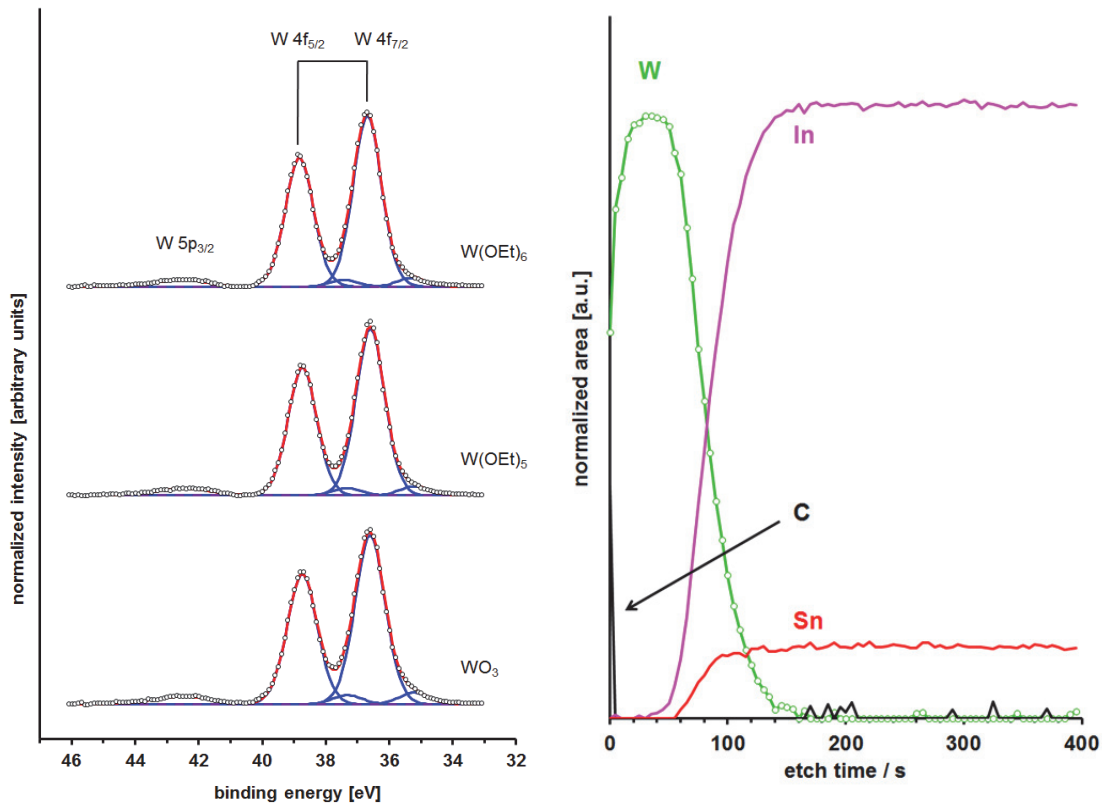 W 4f5/2 W 4f7/2
W 5p3/2
W(OEt)6
W(OEt)5
WO3
normalized intensity [arbitrary units]
46 44 42 40 38 36 34 32
binding energy [eV]
W
In
C
Sn
normalized area [a.u.]
0 100 200 300 400
etch time / s